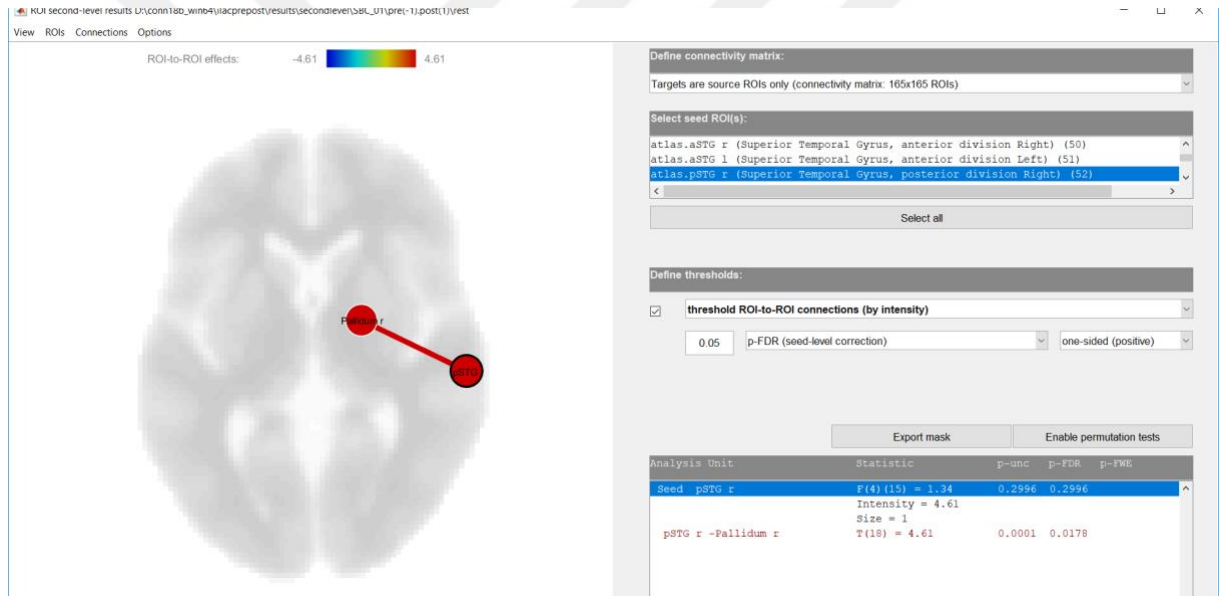 ROI second-level results D:\conn18b_win64\ilacprepost\results\secondlevel\SBC_01\pre(-1).post(1)\rest
View ROIs Connections Options
ROI-to-ROI effects: -4.61 4.61
Pallidum r
pSTG
Define connectivity matrix:
Targets are source ROIs only (connectivity matrix: 165x165 ROIs)
Select seed ROI(s):
atlas.aSTG r (Superior Temporal Gyrus, anterior division Right) (50)
atlas.aSTG l (Superior Temporal Gyrus, anterior division Left) (51)
atlas.pSTG r (Superior Temporal Gyrus, posterior division Right) (52)
Select all
Define thresholds:
threshold ROI-to-ROI connections (by intensity)
0.05 p-FDR (seed-level correction) one-sided (positive)
Export mask Enable permutation tests
Analysis Unit Statistic p-unc p-FDR p-FWE
Seed pSTG r F(4)(15) = 1.34 0.2996 0.2996
Intensity = 4.61
Size = 1
pSTG r -Pallidum r T(18) = 4.61 0.0001 0.0178